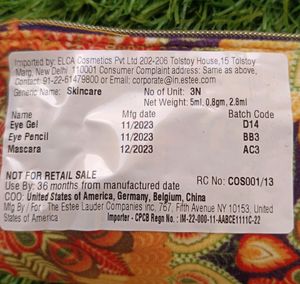 Imported by: ELCA Cosmetics Pvt Ltd 202-206 Tolstoy House,15 Tolstoy
Marg, New Delhi 110001 Consumer Complaint address: Same as above,
Contact: 91-22-61479800 Email / Email: corporate@in.estee.com
Generic Name: Skincare No of Unit: 3N
Net Weight: 5ml, 0.8gm, 2.8ml
Name Mfg date Batch Code
Eye Gel 11/2023 D14
Eye Pencil 11/2023 BB3
Mascara 12/2023 AC3
NOT FOR RETAIL SALE
Use By: 36 months from manufactured date RC No: COS001/13
COO: United States of America, Germany, Belgium, China
Mfg By / For: The Estee Lauder Companies inc. 767, Fifth Avenue NY 10153, United
States of America Importer - CPCB Regn No.: IM-22-000-11-AABCE1111C-22